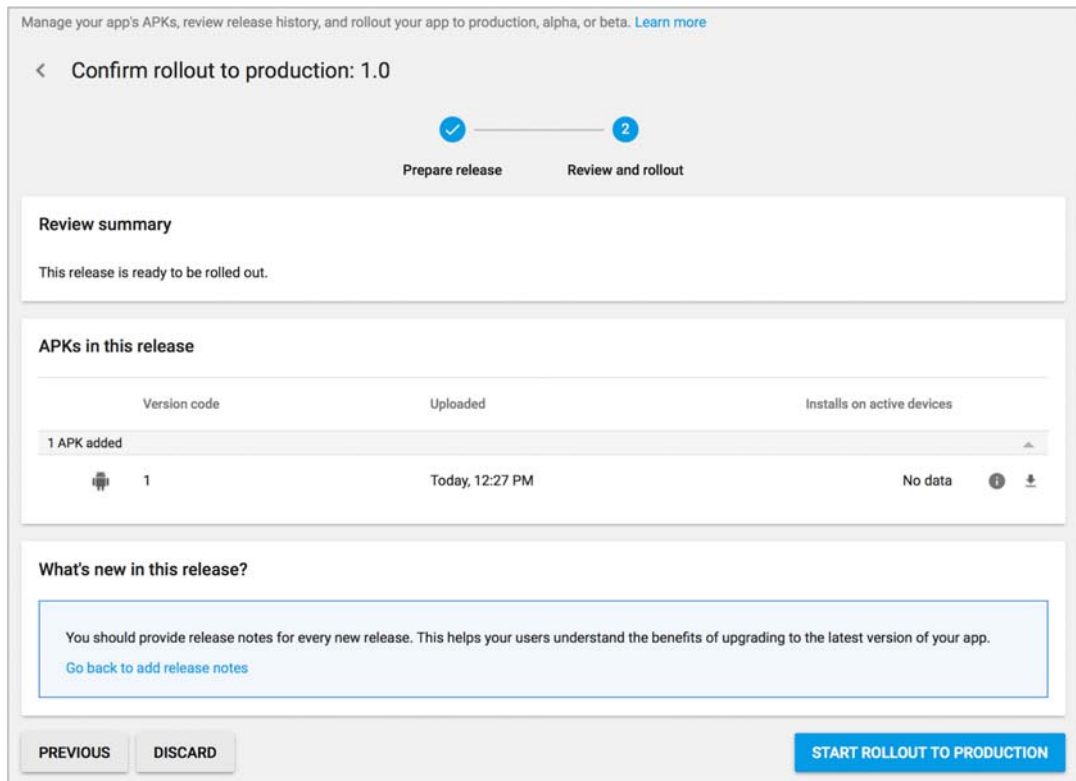 Manage your app's APKs, review release history, and rollout your app to production, alpha, or beta. Learn more
Confirm rollout to production: 1.0
2
Prepare release Review and rollout
Review summary
This release is ready to be rolled out.
APKs in this release
Version code Uploaded Installs on active devices
1 APK added
1 Today, 12:27 PM No data
What's new in this release?
You should provide release notes for every new release. This helps your users understand the benefits of upgrading to the latest version of your app.
Go back to add release notes
PREVIOUS DISCARD START ROLLOUT TO PRODUCTION